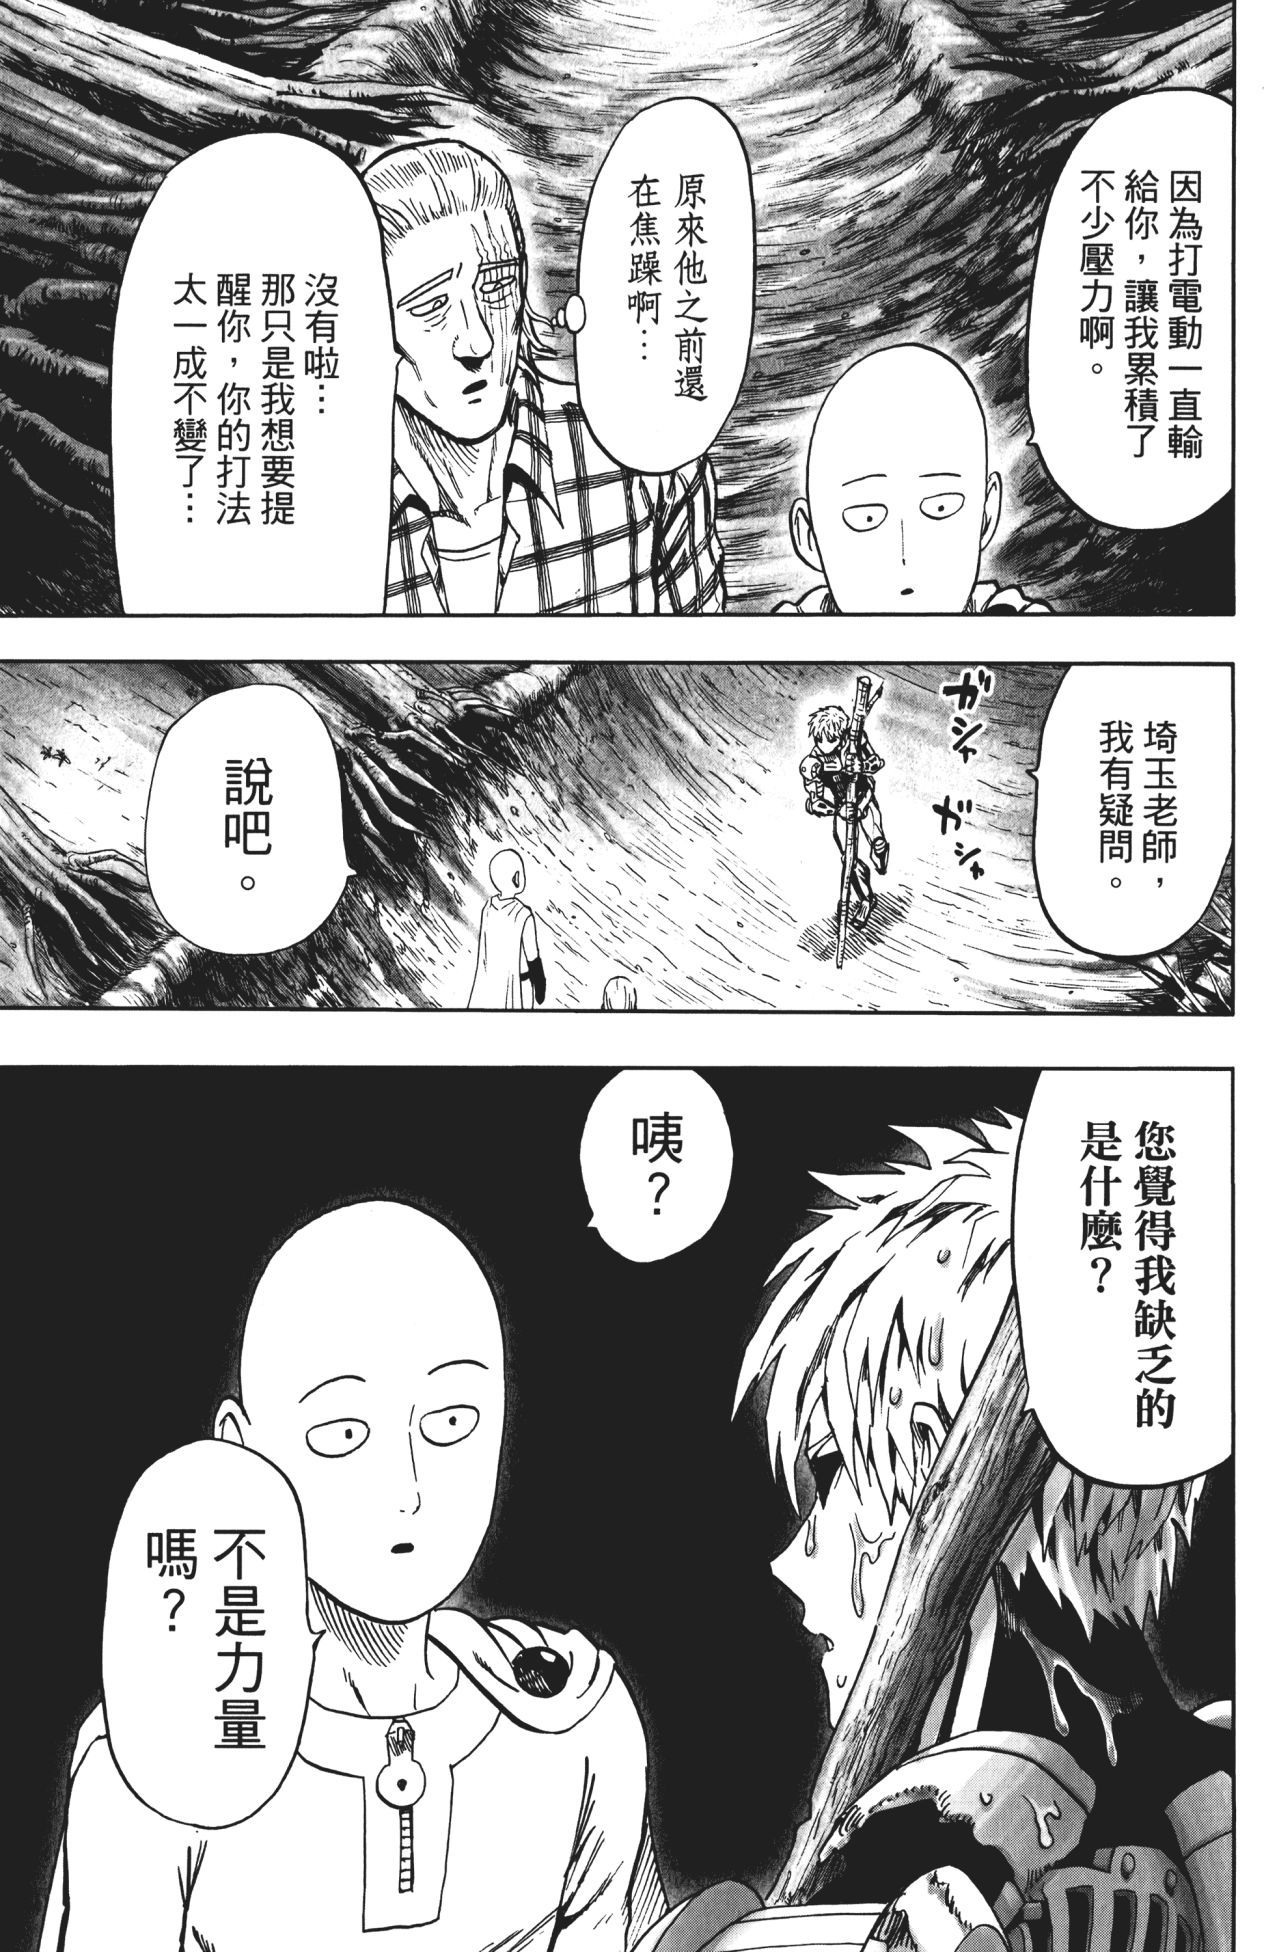 因為打電動一直輸
給你，讓我累積了
不少壓力啊。
原來他之前還
在焦躁啊…
沒有啦…
那只是我想要提
醒你，你的打法
太一成不變了…
埼玉老師，
我有疑問。
ガシャ
ガシャ
說吧。
您覺得我缺乏的
是什麼？
咦？
不是力量
嗎？